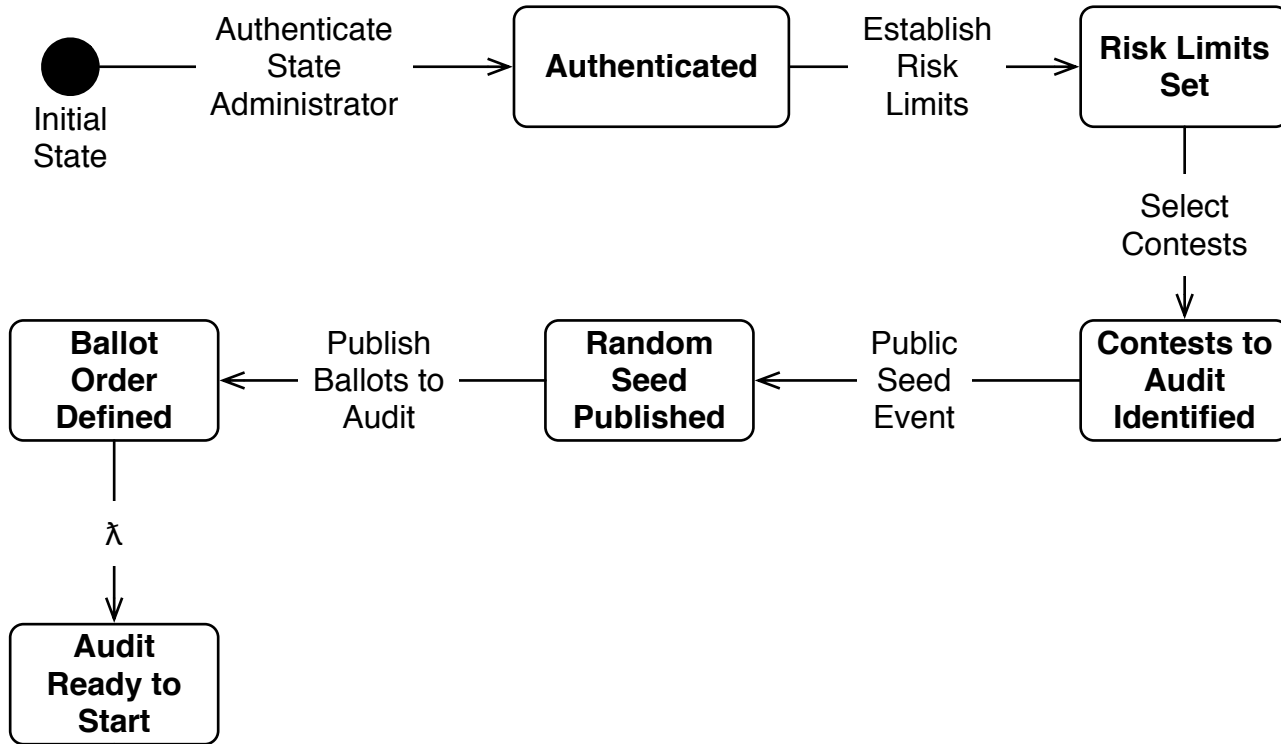 Initial
State
Authenticate
State
Administrator
Authenticated
Establish
Risk
Limits
Risk Limits
Set
Select
Contests
Contests to
Audit
Identified
Public
Seed
Event
Random
Seed
Published
Publish
Ballots to
Audit
Ballot
Order
Defined
ƛ
Audit
Ready to
Start